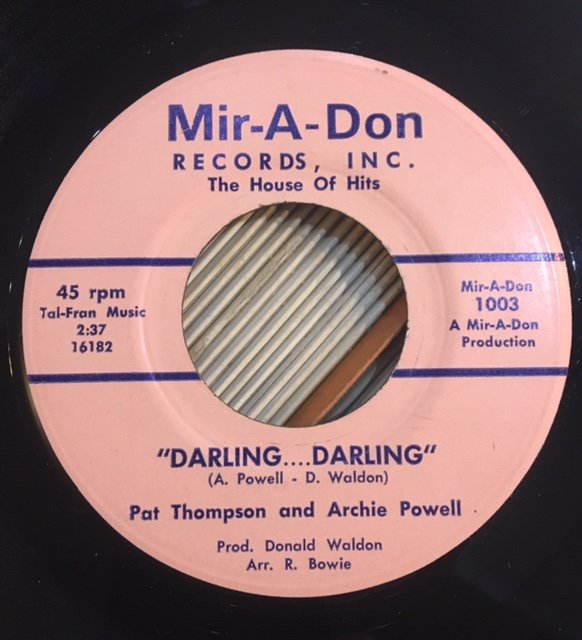 Mir-A-Don
RECORDS, INC.
The House Of Hits
45 rpm
Tal-Fran Music
2:37
16182
Mir-A-Don
1003
A Mir-A-Don
Production
"DARLING....DARLING"
(A. Powell - D. Waldon)
Pat Thompson and Archie Powell
Prod. Donald Waldon
Arr. R. Bowie